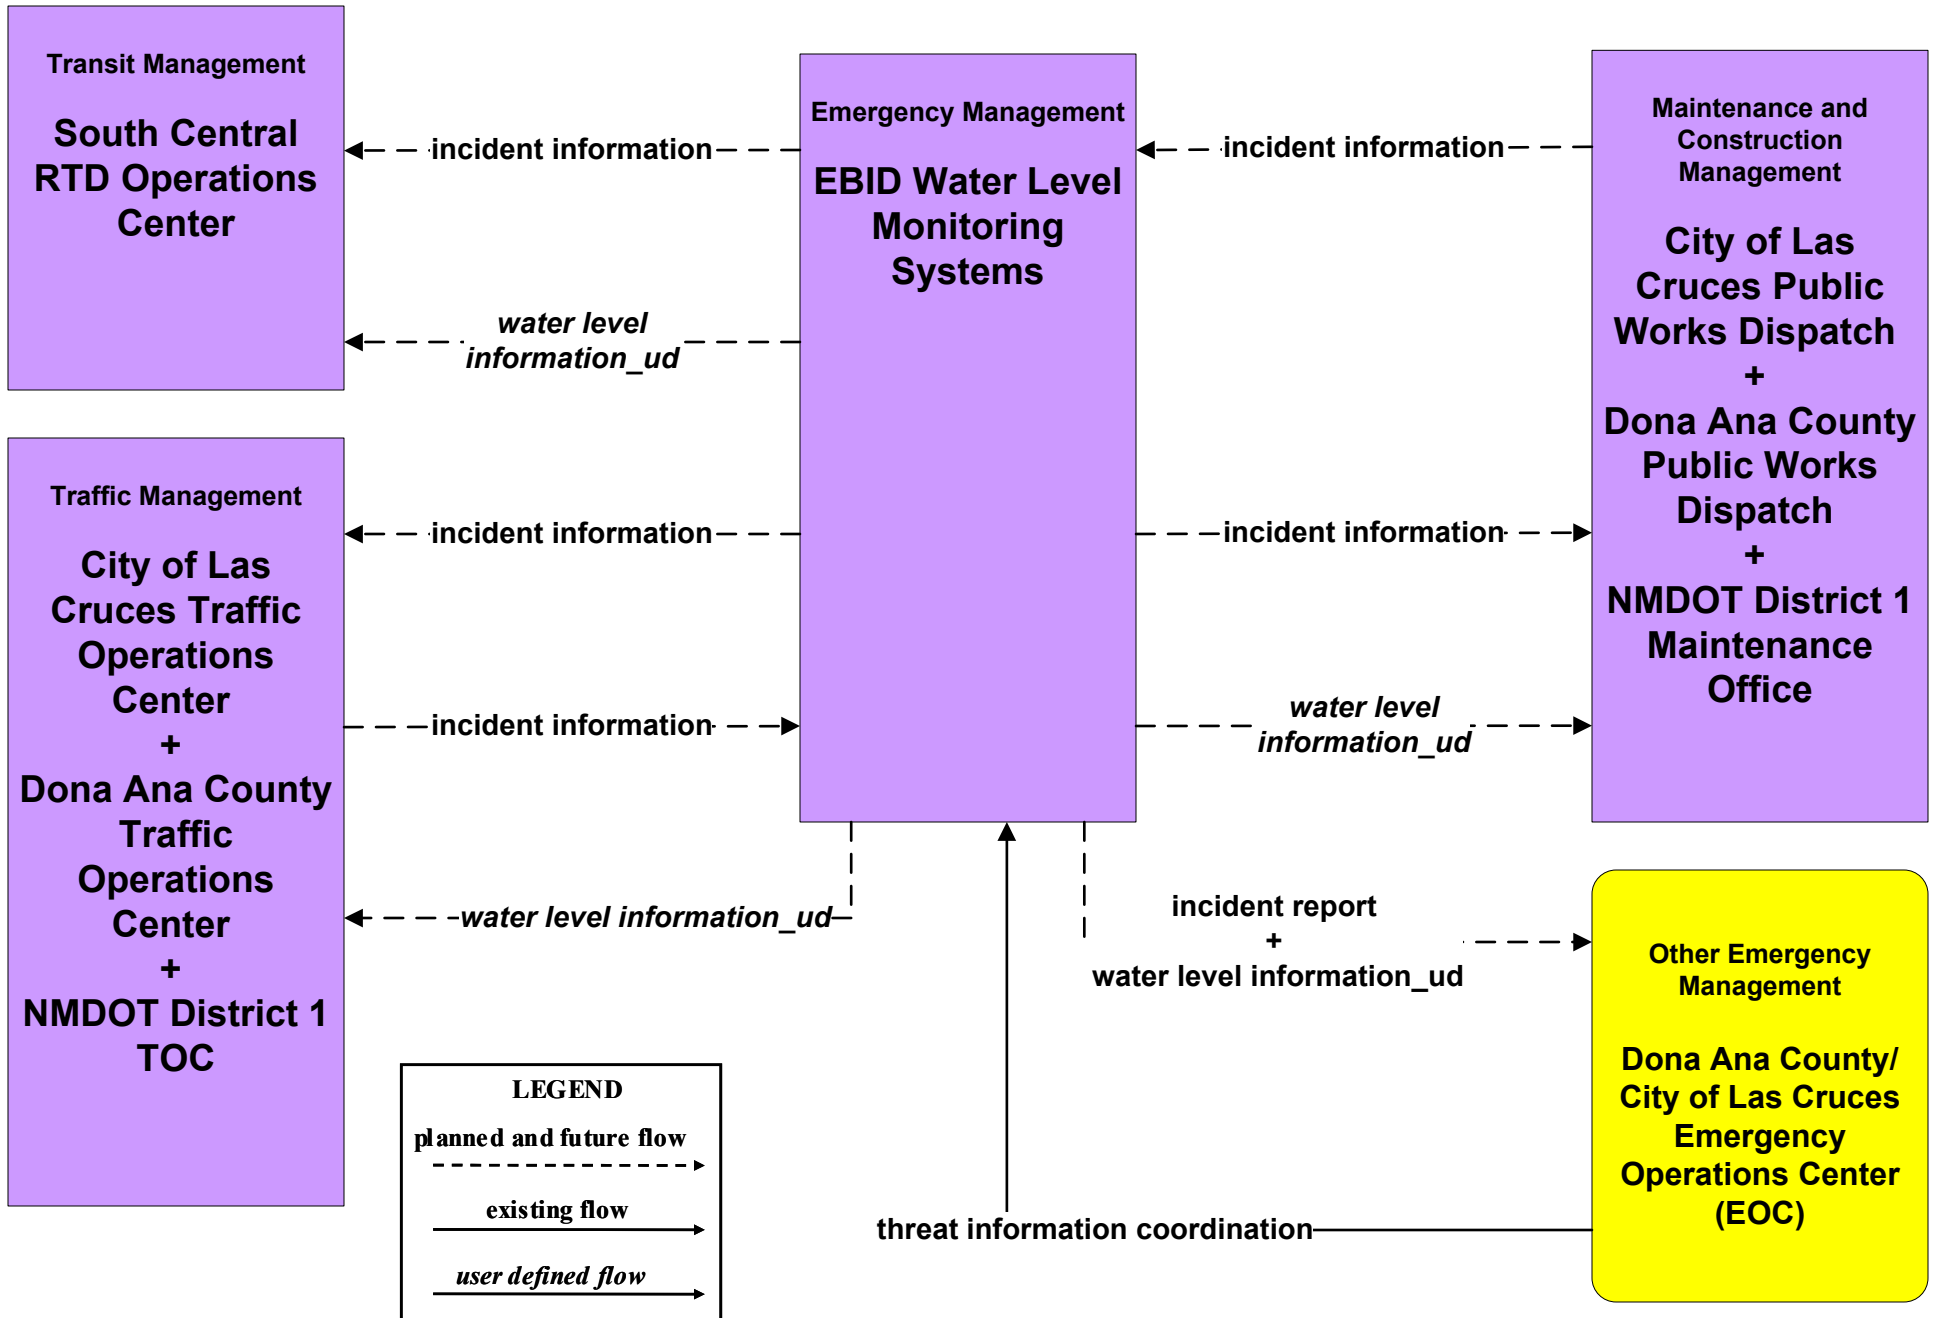 Transit Management
South Central
RTD Operations
Center
incident information
water level
information_ud
Emergency Management
EBID Water Level
Monitoring
Systems
incident information
Maintenance and
Construction
Management
City of Las
Cruces Public
Works Dispatch
+
Dona Ana County
Public Works
Dispatch
+
NMDOT District 1
Maintenance
Office
Traffic Management
City of Las
Cruces Traffic
Operations
Center
+
Dona Ana County
Traffic
Operations
Center
+
NMDOT District 1
TOC
incident information
incident information
incident information
water level
information_ud
water level information_ud
incident report
+
water level information_ud
Other Emergency
Management
Dona Ana County/
City of Las Cruces
Emergency
Operations Center
(EOC)
threat information coordination
LEGEND
planned and future flow
existing flow
user defined flow